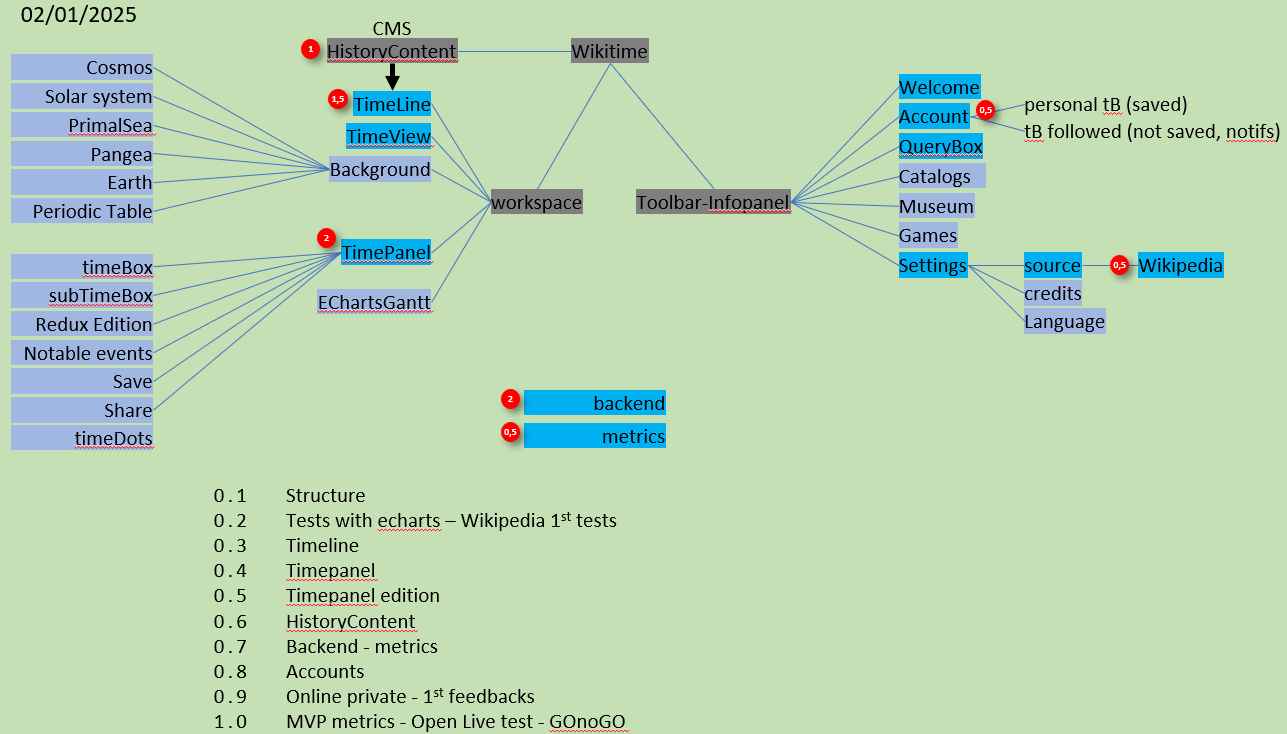 02/01/2025
CMS
1
HistoryContent
Wikitime
Cosmos
Solar system
PrimalSea
Pangea
Earth
Periodic Table
1,5
TimeLine
TimeView
Background
workspace
Toolbar-Infopanel
2
TimePanel
EChartsGantt
timeBox
subTimeBox
Redux Edition
Notable events
Save
Share
timeDots
Welcome
Account
0,5
personal tB (saved)
tB followed (not saved, notifs)
QueryBox
Catalogs
Museum
Games
Settings
source
0,5
Wikipedia
credits
Language
2
backend
0,5
metrics
0.1 Structure
0.2 Tests with echarts – Wikipedia 1st tests
0.3 Timeline
0.4 Timepanel
0.5 Timepanel edition
0.6 HistoryContent
0.7 Backend - metrics
0.8 Accounts
0.9 Online private - 1st feedbacks
1.0 MVP metrics - Open Live test - GOnoGO